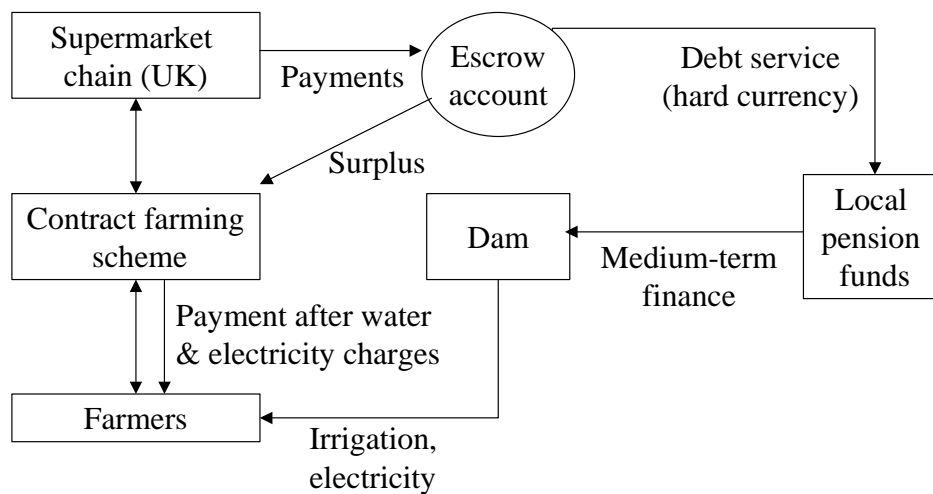 Supermarket
chain (UK)
Payments
Escrow
account
Debt service
(hard currency)
Surplus
Contract farming
scheme
Dam
Local
pension
funds
Medium-term
finance
Payment after water
& electricity charges
Farmers
Irrigation,
electricity